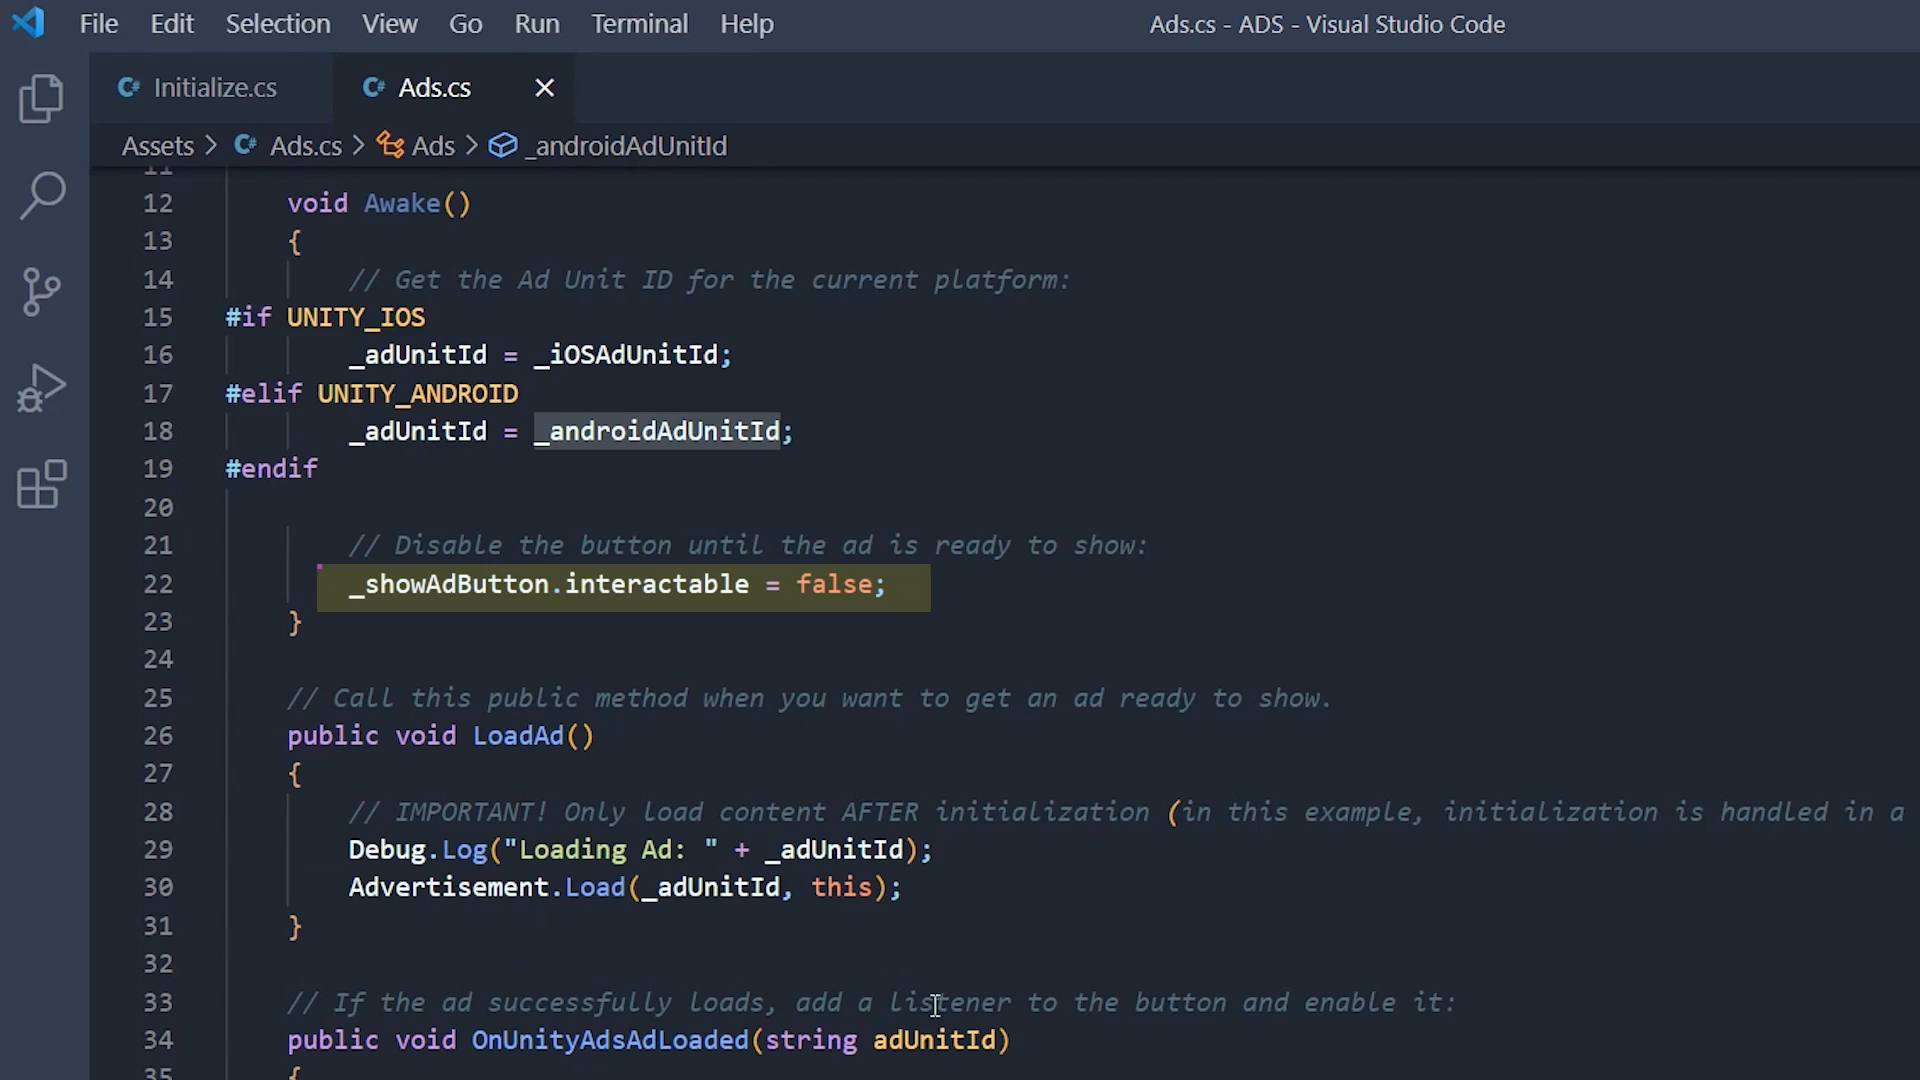 File Edit Selection View Go Run Terminal Help Ads.cs - ADS - Visual Studio Code
Initialize.cs Ads.cs
Assets > Ads.cs > Ads > _androidAdUnitId
11
12 void Awake()
13 {
14 // Get the Ad Unit ID for the current platform:
15 #if UNITY_IOS
16 _adUnitId = _iOSAdUnitId;
17 #elif UNITY_ANDROID
18 _adUnitId = _androidAdUnitId;
19 #endif
20
21 // Disable the button until the ad is ready to show:
22 _showAdButton.interactable = false;
23 }
24
25 // Call this public method when you want to get an ad ready to show.
26 public void LoadAd()
27 {
28 // IMPORTANT! Only load content AFTER initialization (in this example, initialization is handled in a
29 Debug.Log("Loading Ad: " + _adUnitId);
30 Advertisement.Load(_adUnitId, this);
31 }
32
33 // If the ad successfully loads, add a listener to the button and enable it:
34 public void OnUnityAdsAdLoaded(string adUnitId)
35 {